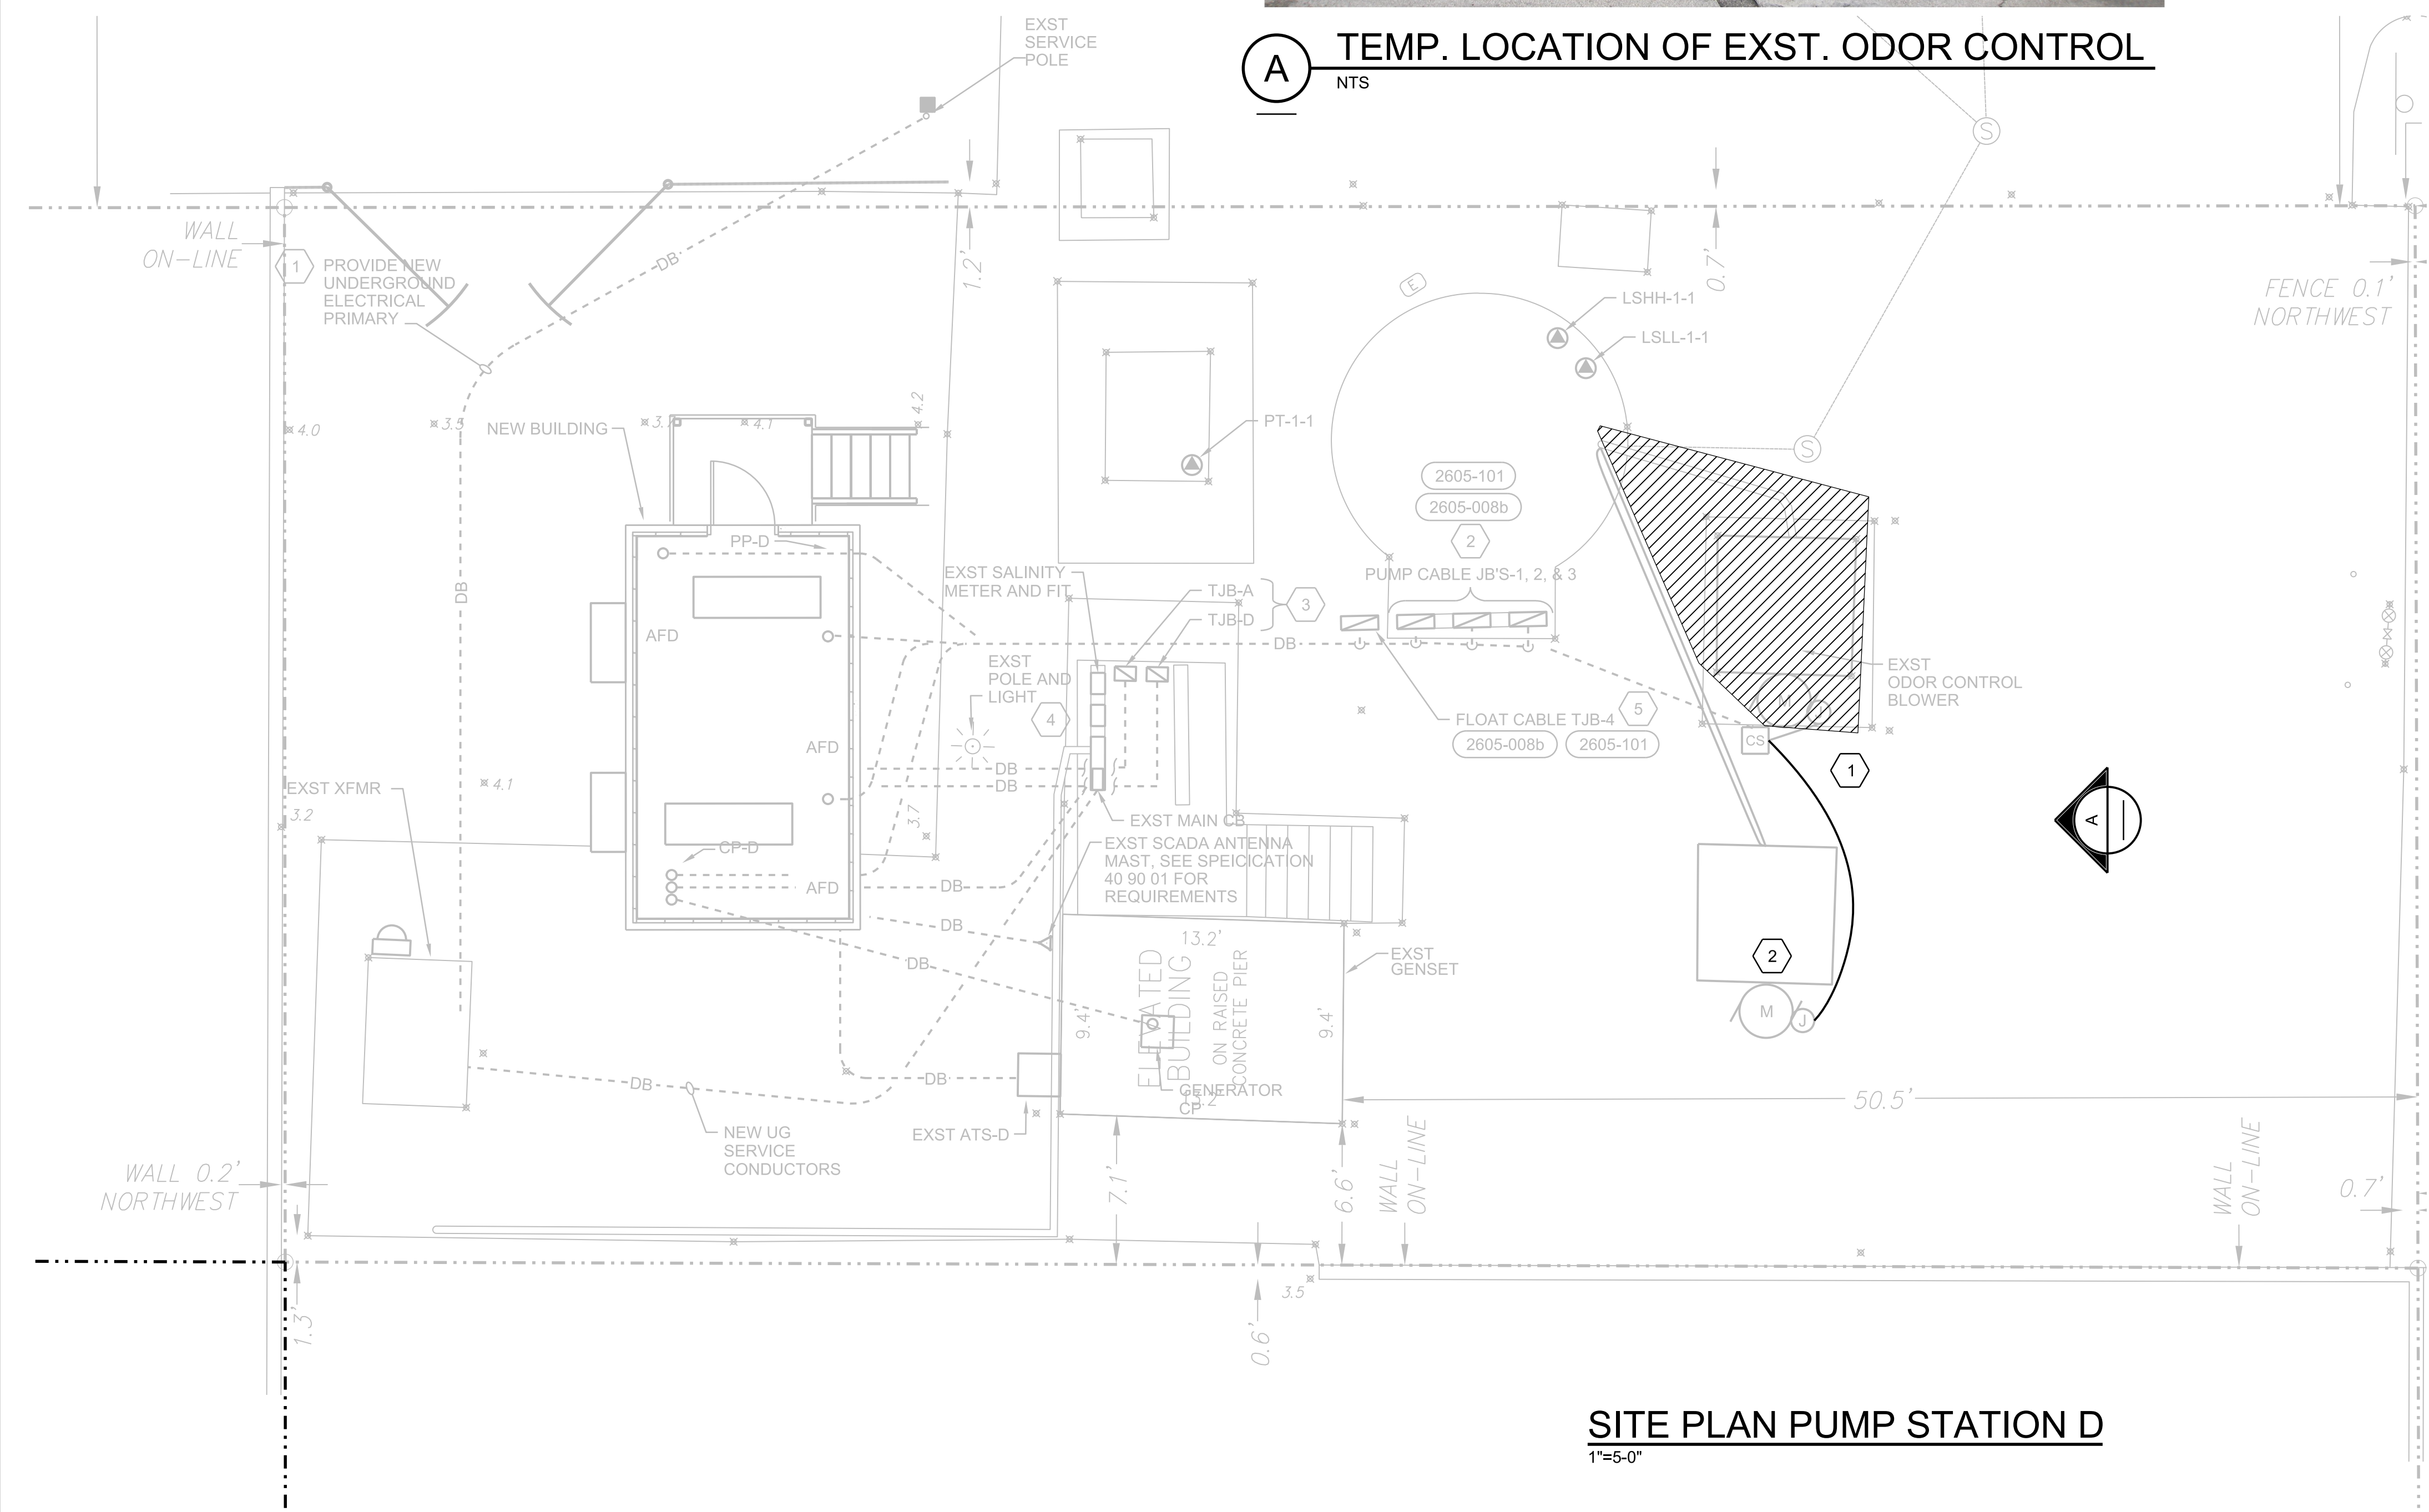 EXST
SERVICE
POLE
A
TEMP. LOCATION OF EXST. ODOR CONTROL
NTS
S
WALL
ON-LINE
1
PROVIDE NEW
UNDERGROUND
ELECTRICAL
PRIMARY
DB
1.2'
0.7'
E
LSHH-1-1
LSLL-1-1
FENCE 0.1'
NORTHWEST
4.0
3.5
NEW BUILDING
4.1
4.2
PT-1-1
S
2605-101
2605-008b
2
PUMP CABLE JB'S-1, 2, & 3
PP-D
EXST SALINITY
METER AND FIT
TJB-A
TJB-D
3
DB
AFD
DB
EXST
POLE AND
LIGHT
4
EXST
ODOR CONTROL
BLOWER
M
J
FLOAT CABLE TJB-4
5
2605-008b
2605-101
CS
AFD
DB
DB
1
EXST XFMR
4.1
3.2
3.7
EXST MAIN CB
A
CP-D
EXST SCADA ANTENNA
MAST, SEE SPEICICATION
40 90 01 FOR
REQUIREMENTS
AFD
DB
DB
DB
13.2'
ELEVATED
BUILDING
ON RAISED
CONCRETE PIER
9.4'
9.4'
EXST
GENSET
2
M
J
DB
DB
GENERATOR
CP
13.2'
50.5'
NEW UG
SERVICE
CONDUCTORS
EXST ATS-D
WALL 0.2'
NORTHWEST
7.1'
6.6'
WALL
ON-LINE
WALL
ON-LINE
0.7'
1.3'
0.6'
3.5
SITE PLAN PUMP STATION D
1"=5-0"